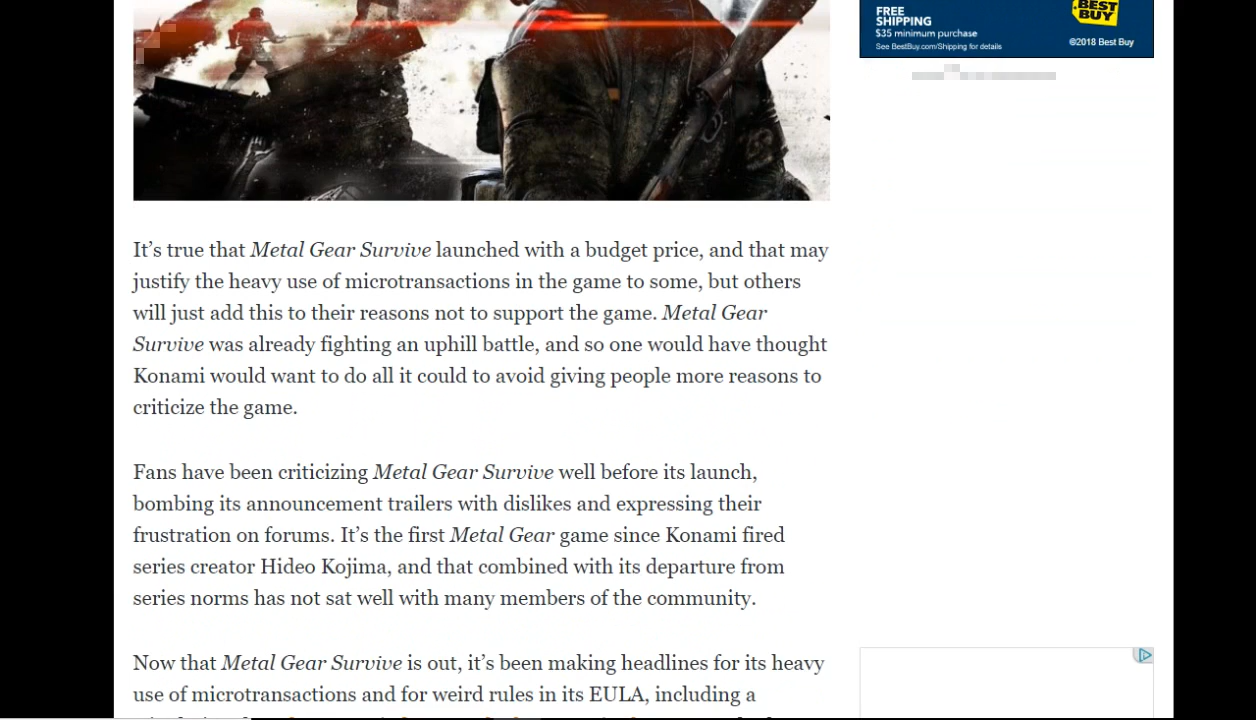 FREE
SHIPPING
$35 minimum purchase
See BestBuy.com/Shipping for details
BEST
BUY
©2018 Best Buy
It's true that Metal Gear Survive launched with a budget price, and that may
justify the heavy use of microtransactions in the game to some, but others
will just add this to their reasons not to support the game. Metal Gear
Survive was already fighting an uphill battle, and so one would have thought
Konami would want to do all it could to avoid giving people more reasons to
criticize the game.
Fans have been criticizing Metal Gear Survive well before its launch,
bombing its announcement trailers with dislikes and expressing their
frustration on forums. It's the first Metal Gear game since Konami fired
series creator Hideo Kojima, and that combined with its departure from
series norms has not sat well with many members of the community.
Now that Metal Gear Survive is out, it's been making headlines for its heavy
use of microtransactions and for weird rules in its EULA, including a